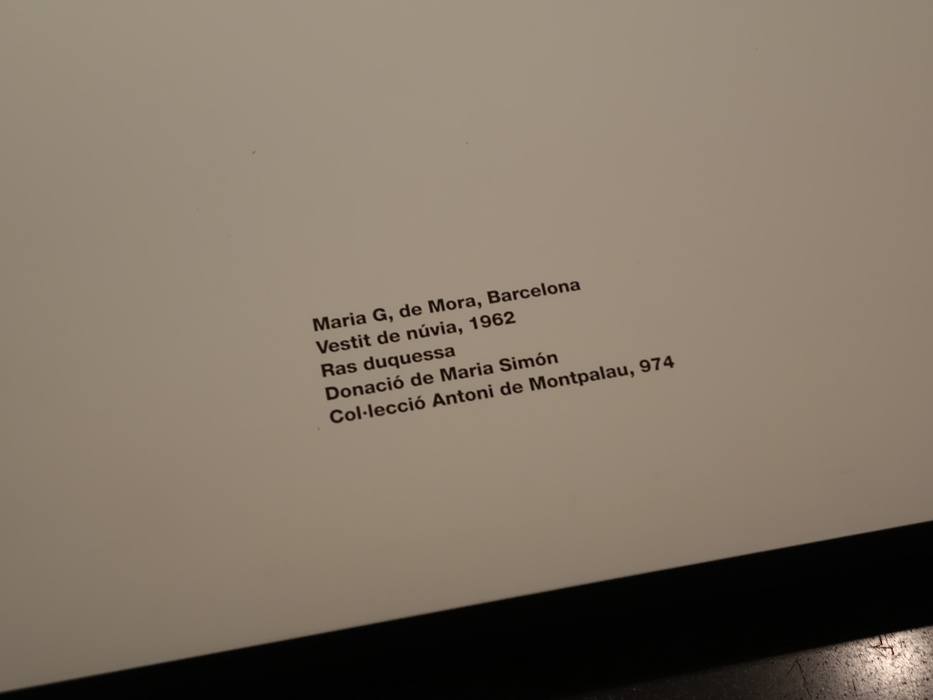 Maria G, de Mora, Barcelona
Vestit de núvia, 1962
Ras duquessa
Donació de Maria Simón
Col·lecció Antoni de Montpalau, 974